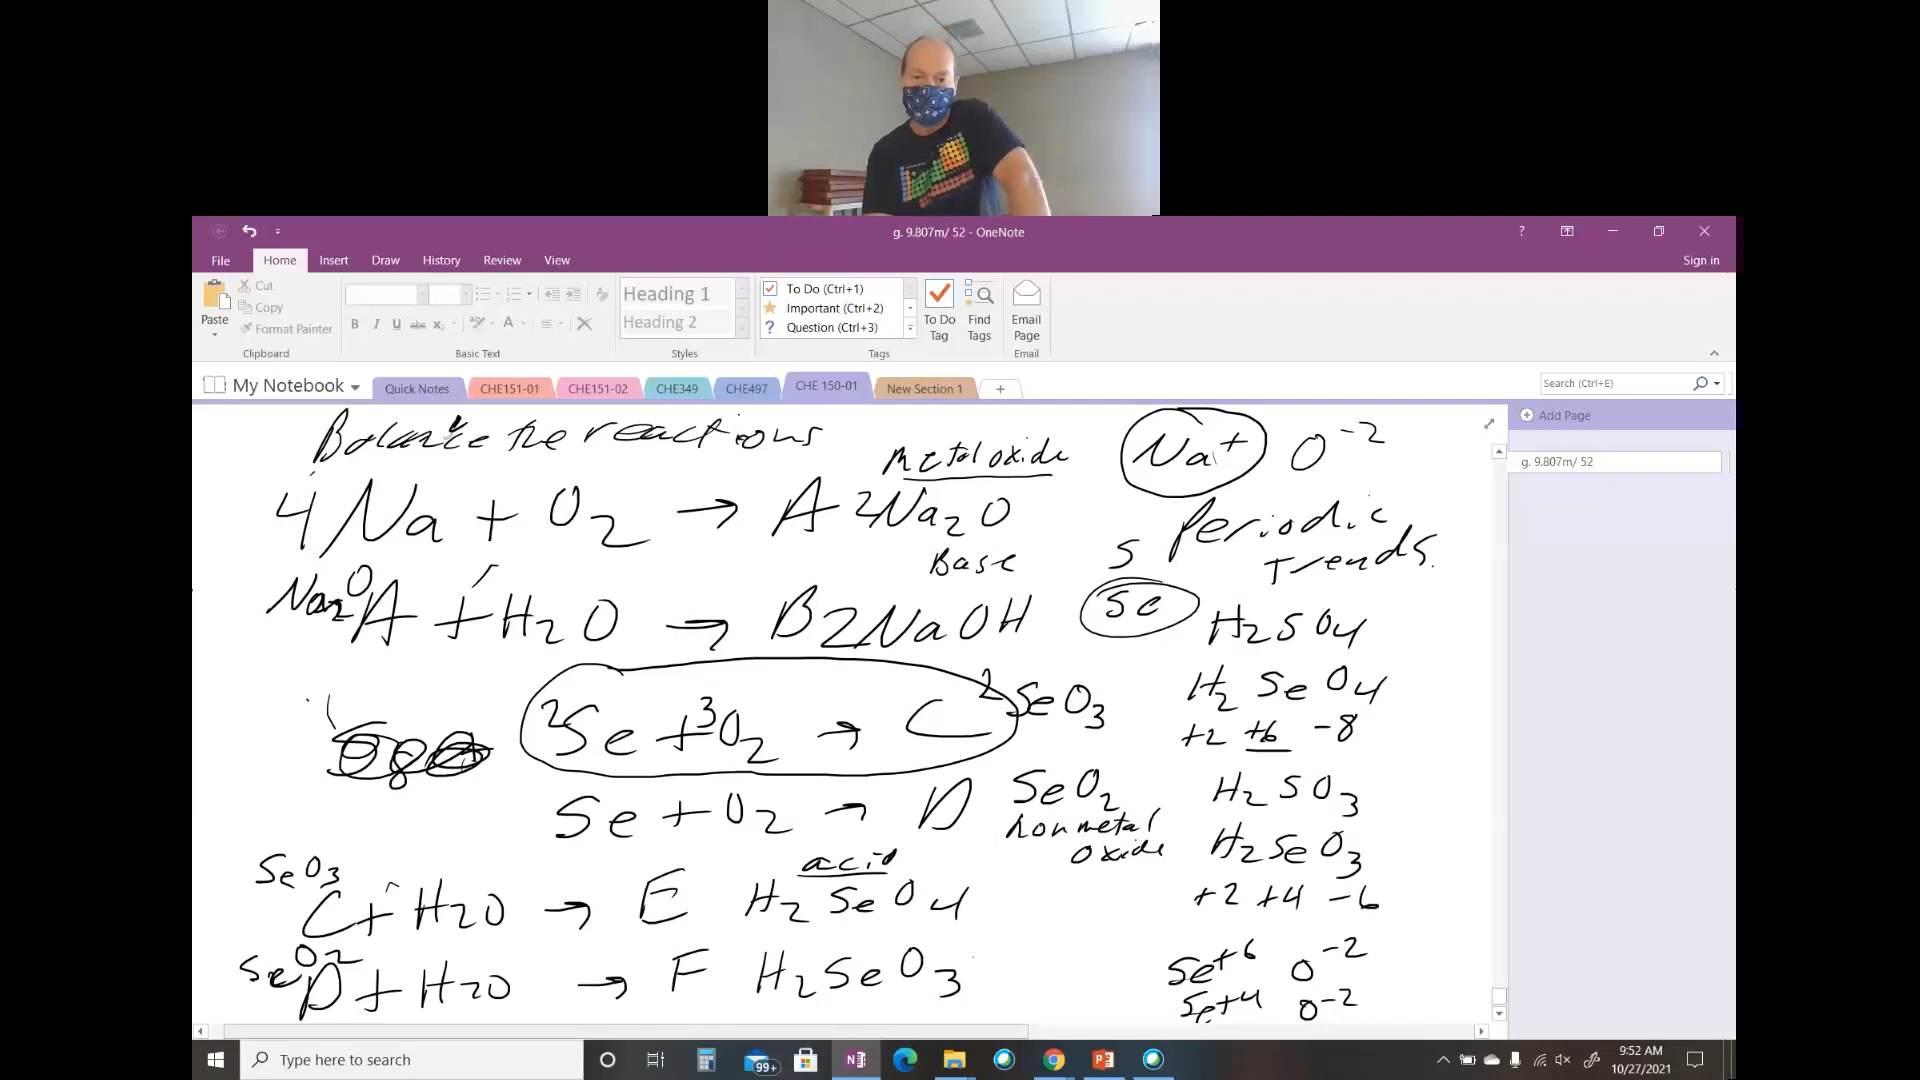 g. 9.807m/ 52 - OneNote
?
File Home Insert Draw History Review View
Sign in
Paste
Cut
Copy
Format Painter
Clipboard
B I U abc x₂ A
Basic Text
Heading 1
Heading 2
Styles
To Do (Ctrl+1)
Important (Ctrl+2)
Question (Ctrl+3)
To Do Tag
Find Tags
Tags
Email Page
Email
My Notebook
Quick Notes CHE151-01 CHE151-02 CHE349 CHE497 CHE 150-01 New Section 1 +
Search (Ctrl+E)
Add Page
g. 9.807m/ 52
Balance the reactions
metal oxide
4Na + O₂ → A 2Na₂O
Base
Na₂O A + H₂O → B 2NaOH
2Se + 3O₂ → C 2SeO₃
Se + O₂ → D SeO₂
nonmetal
oxide
acid
SeO₃
C + H₂O → E H₂SeO₄
SeO₂
D + H₂O → F H₂SeO₃
Na⁺ O⁻²
Periodic
Trends.
S
Se
H₂SO₄
H₂SeO₄
+2 +6 -8
H₂SO₃
H₂SeO₃
+2 +4 -6
Se⁺⁶ O⁻²
Se⁺⁴ O⁻²
Type here to search
99+
9:52 AM
10/27/2021